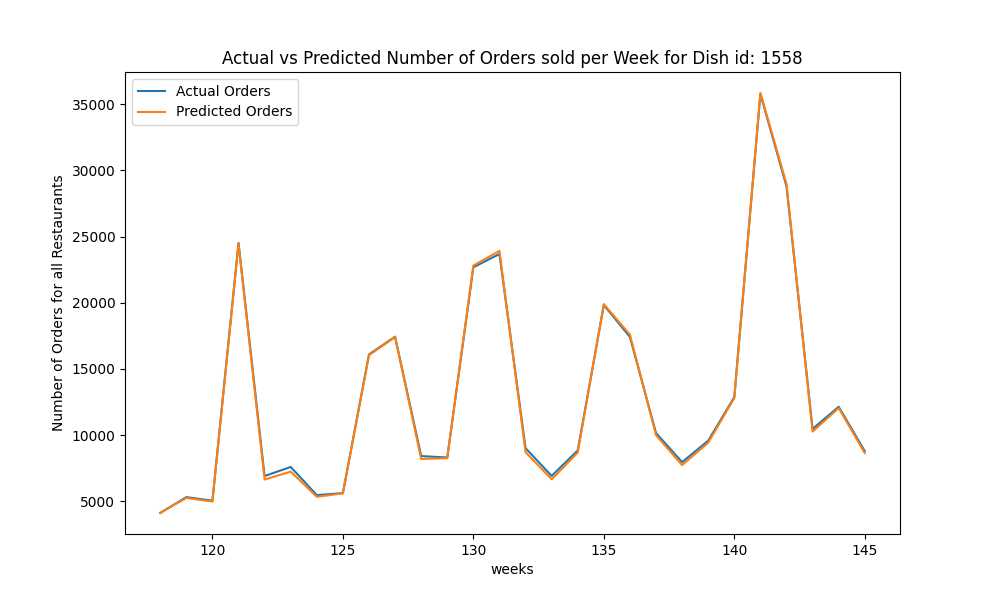 Actual vs Predicted Number of Orders sold per Week for Dish id: 1558
Actual Orders
Predicted Orders
Number of Orders for all Restaurants
35000
30000
25000
20000
15000
10000
5000
120 125 130 135 140 145
weeks